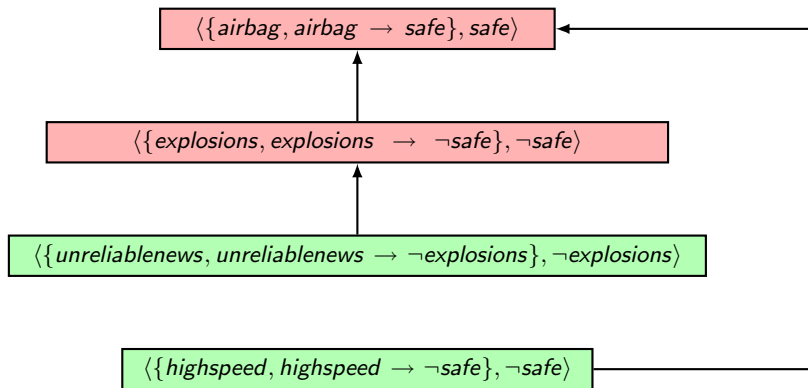 ⟨{airbag, airbag → safe}, safe⟩
⟨{explosions, explosions → ¬safe}, ¬safe⟩
⟨{unreliablenews, unreliablenews → ¬explosions}, ¬explosions⟩
⟨{highspeed, highspeed → ¬safe}, ¬safe⟩